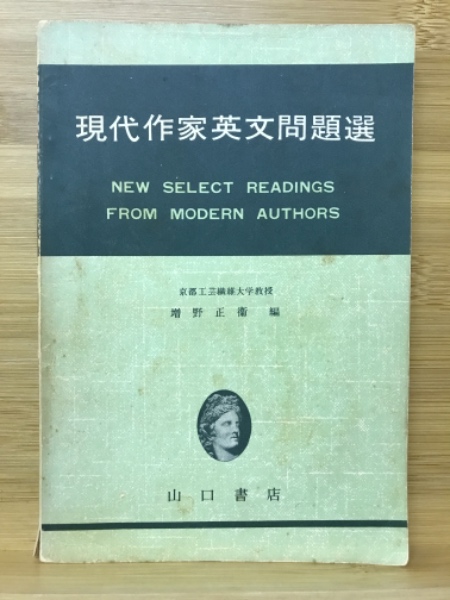 現代作家英文問題選
NEW SELECT READINGS
FROM MODERN AUTHORS
京都工芸繊維大学教授
増野正衞 編
山口書店